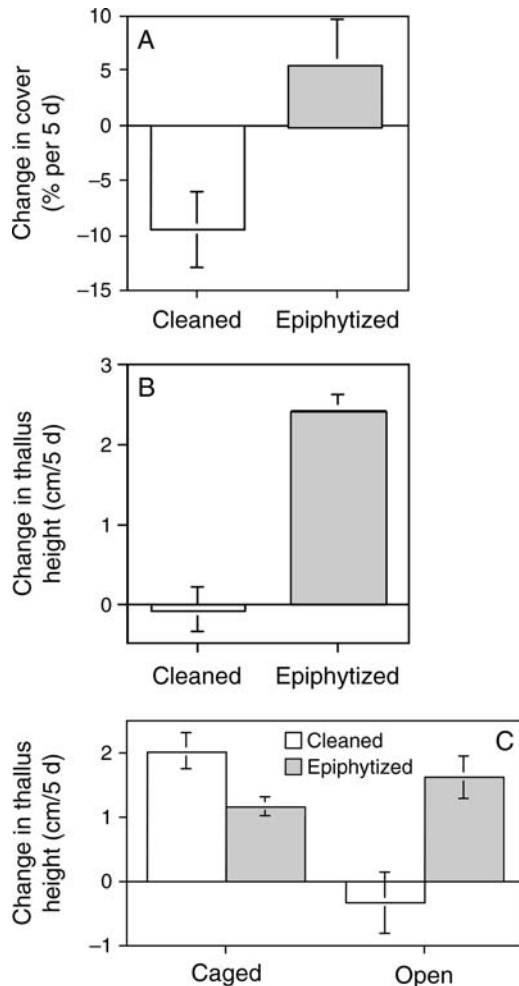 A
Change in cover
(% per 5 d)
10
5
0
−5
−10
−15
Cleaned Epiphytized
B
Change in thallus
height (cm/5 d)
3
2
1
0
Cleaned Epiphytized
C
Cleaned
Epiphytized
Change in thallus
height (cm/5 d)
2
1
0
−1
Caged Open